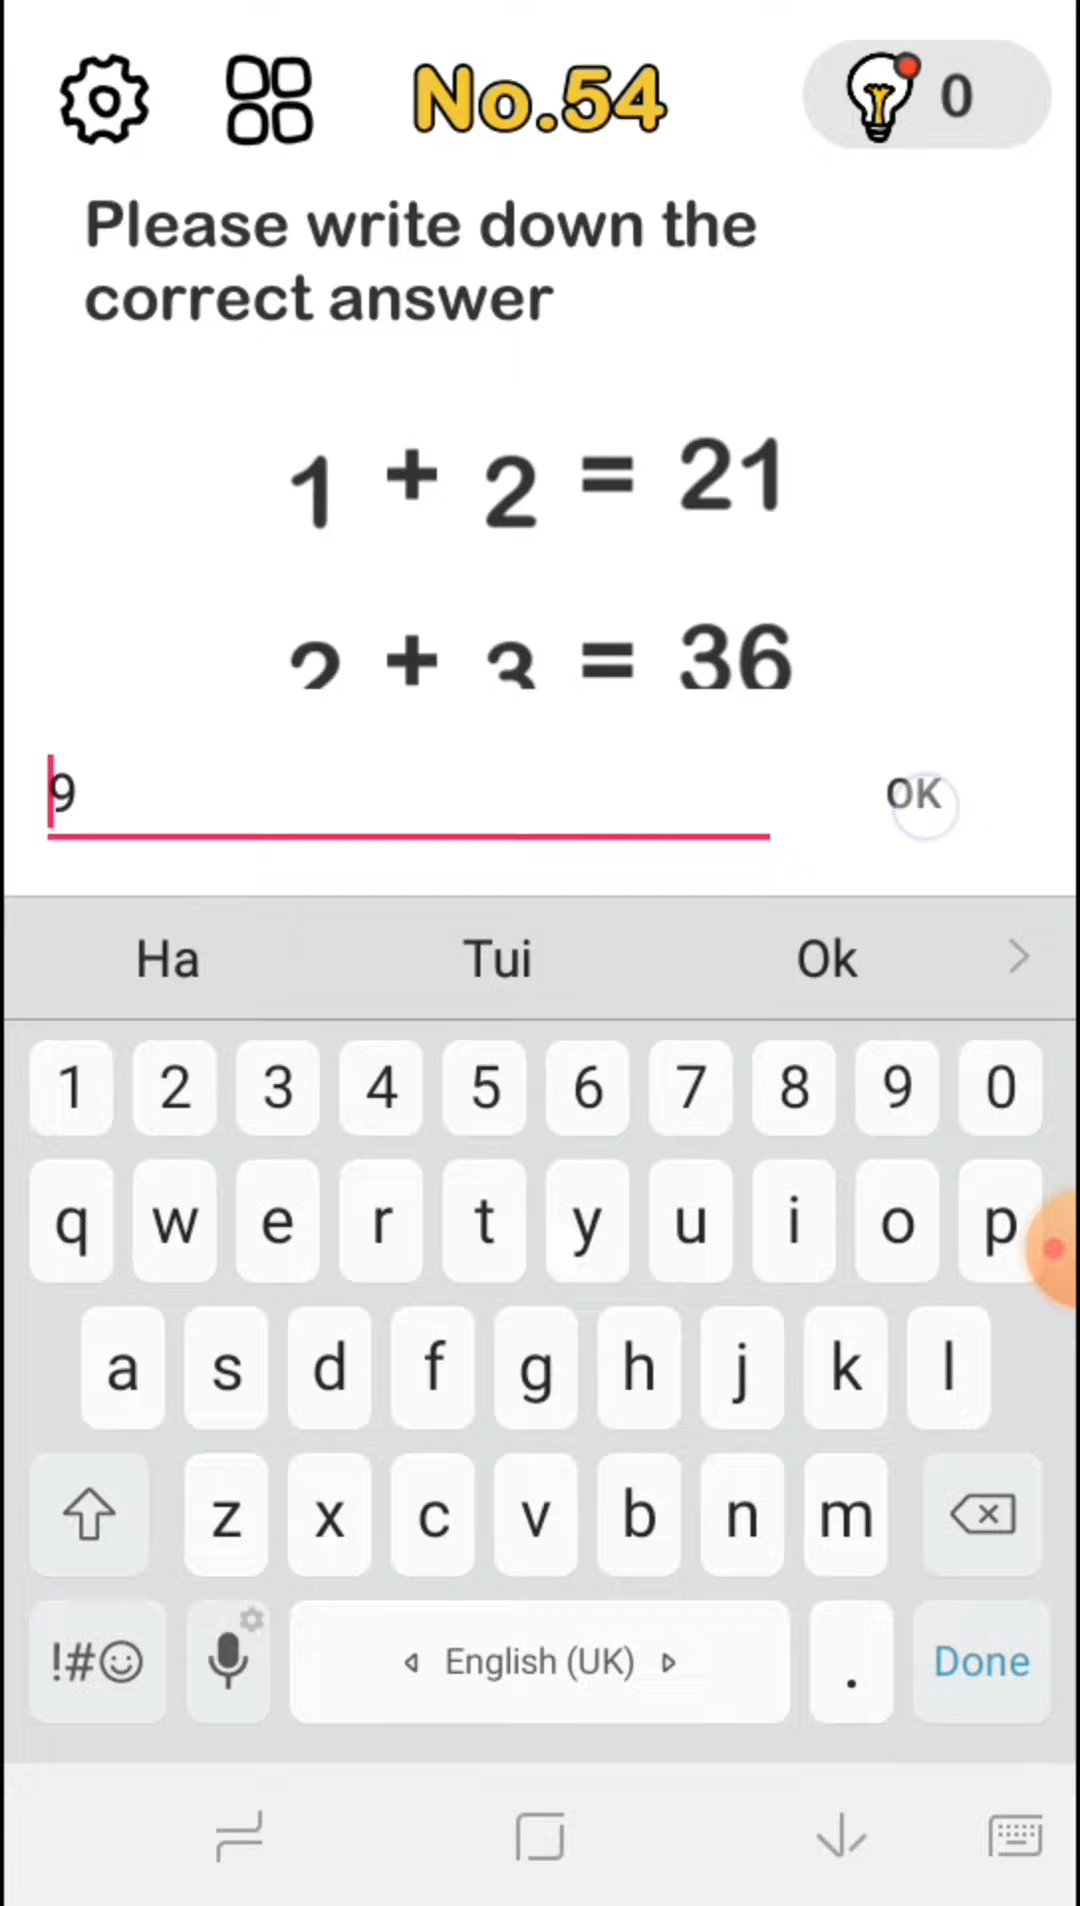 No.54
0
Please write down the
correct answer
1 + 2 = 21
2 + 3 = 36
9
OK
Ha Tui Ok
1 2 3 4 5 6 7 8 9 0
q w e r t y u i o p
a s d f g h j k l
z x c v b n m
!#☺ English (UK) . Done